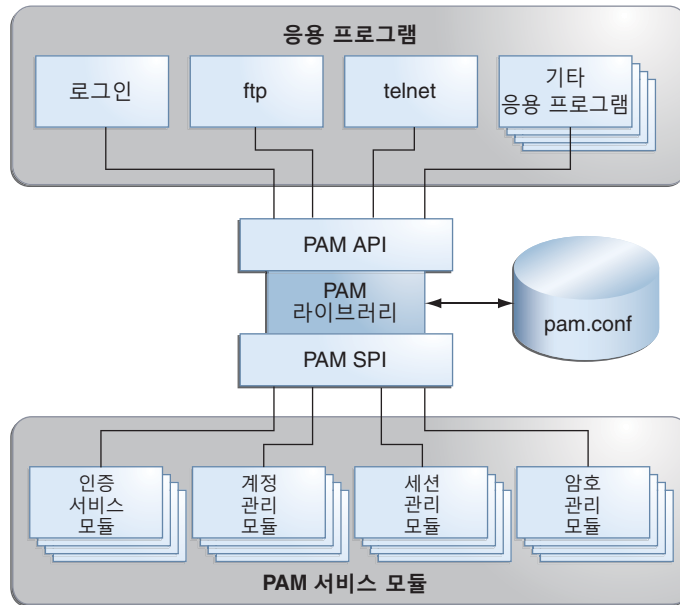 응용 프로그램
로그인
ftp
telnet
기타
응용 프로그램
PAM API
PAM
라이브러리
pam.conf
PAM SPI
인증
서비스
모듈
계정
관리
모듈
세션
관리
모듈
암호
관리
모듈
PAM 서비스 모듈